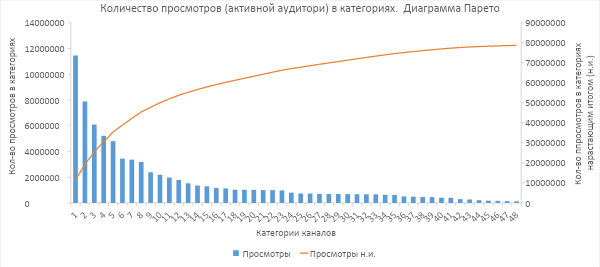 Количество просмотров (активной аудитори) в категориях. Диаграмма Парето
Кол-во просмотров в категориях
14000000
12000000
10000000
8000000
6000000
4000000
2000000
0
90000000
80000000
70000000
60000000
50000000
40000000
30000000
20000000
10000000
0
Кол-во ппросмотров в категориях
нарастающим итогом (н.и.)
1 2 3 4 5 6 7 8 9 10 11 12 13 14 15 16 17 18 19 20 21 22 23 24 25 26 27 28 29 30 31 32 33 34 35 36 37 38 39 40 41 42 43 44 45 46 47 48
Категории каналов
Просмотры Просмотры н.и.